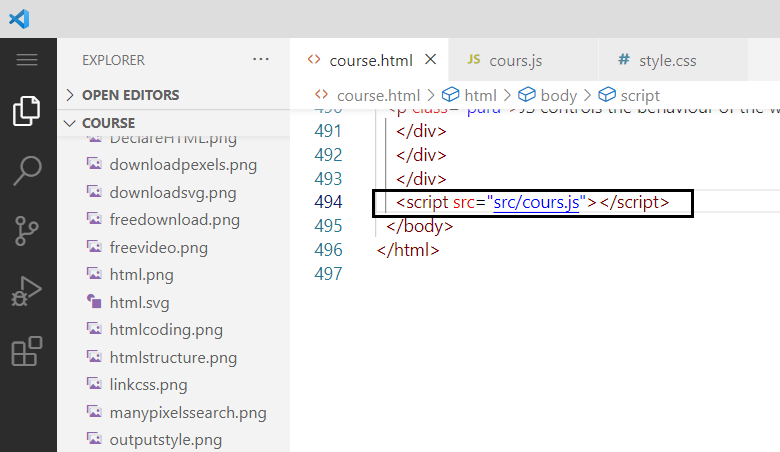 EXPLORER ...
OPEN EDITORS
COURSE
DeclareHTML.png
downloadpexels.png
downloadsvg.png
freedownload.png
freevideo.png
html.png
html.svg
htmlcoding.png
htmlstructure.png
linkcss.png
manypixelssearch.png
outputstyle.png
<> course.html × JS cours.js # style.css
<> course.html > html > body > script
490 <p class="para">JS controls the behaviour of the w
491 </div>
492 </div>
493 </div>
494 <script src="src/cours.js"></script>
495 </body>
496 </html>
497